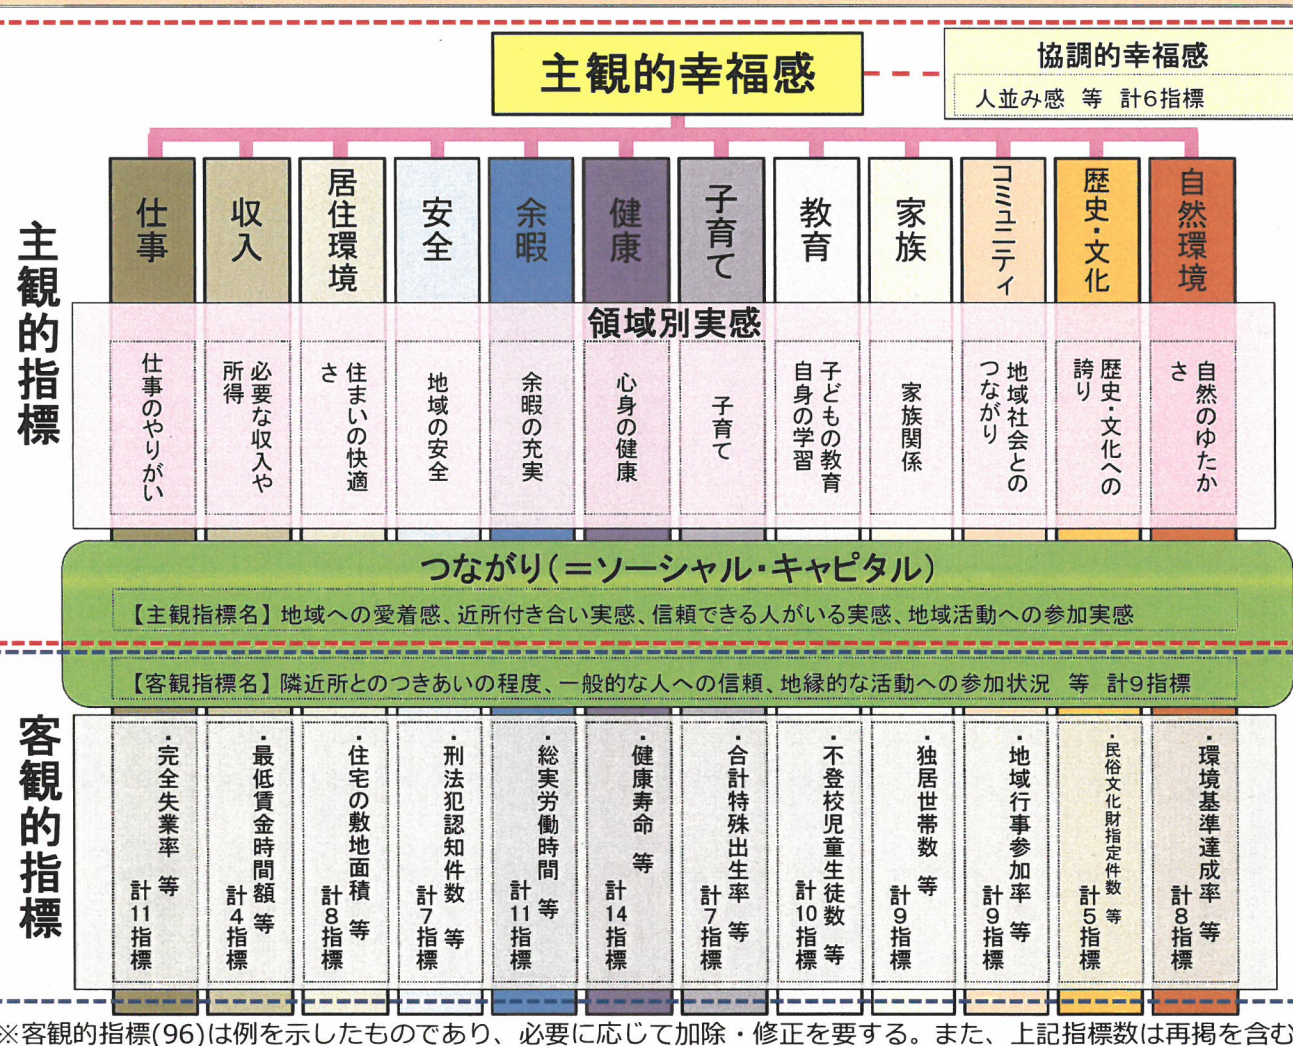 主観的幸福感
協調的幸福感
人並み感 等 計6指標
主観的指標
仕事
収入
居住環境
安全
余暇
健康
子育て
教育
家族
コミュニティ
歴史・文化
自然環境
領域別実感
仕事のやりがい
必要な収入や
所得
住まいの快適
さ
地域の安全
余暇の充実
心身の健康
子育て
子どもの教育
自身の学習
家族関係
地域社会との
つながり
歴史・文化への
誇り
自然のゆたか
さ
つながり(=ソーシャル・キャピタル)
【主観指標名】地域への愛着感、近所付き合い実感、信頼できる人がいる実感、地域活動への参加実感
【客観指標名】隣近所とのつきあいの程度、一般的な人への信頼、地縁的な活動への参加状況 等 計9指標
客観的指標
・完全失業率 等
計11指標
・最低賃金時間額 等
計4指標
・住宅の敷地面積 等
計8指標
・刑法犯認知件数 等
計7指標
・総実労働時間 等
計11指標
・健康寿命 等
計14指標
・合計特殊出生率 等
計7指標
・不登校児童生徒数 等
計10指標
・独居世帯数 等
計9指標
・地域行事参加率 等
計9指標
・民俗文化財指定件数 等
計5指標
・環境基準達成率 等
計8指標
※客観的指標(96)は例を示したものであり、必要に応じて加除・修正を要する。また、上記指標数は再掲を含む